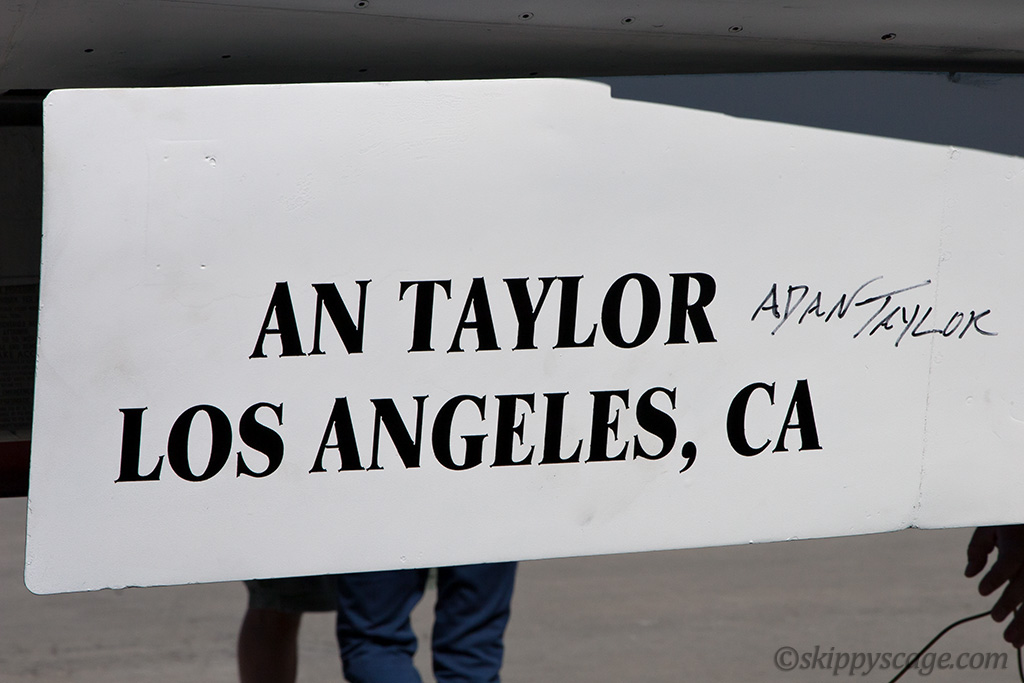 AN TAYLOR ADAN TAYLOR
LOS ANGELES, CA
©skippyscage.com